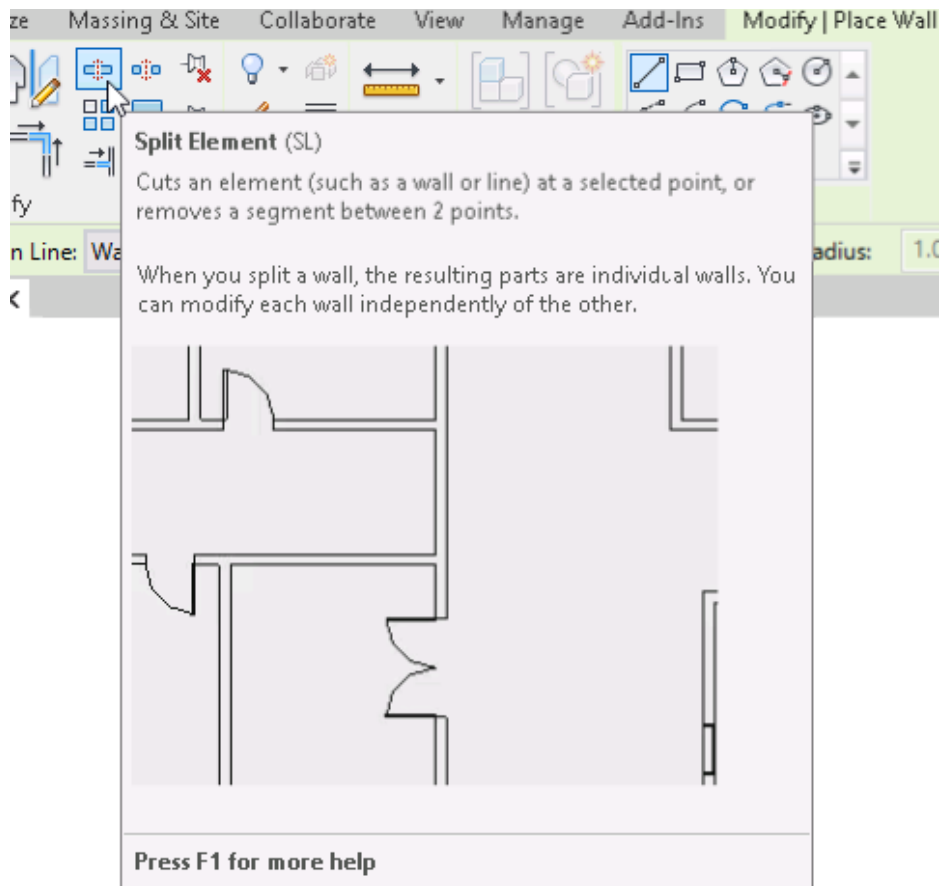 ze Massing & Site Collaborate View Manage Add-Ins Modify | Place Wall
Split Element (SL)
Cuts an element (such as a wall or line) at a selected point, or
removes a segment between 2 points.
fy
n Line: Wa
adius: 1.0
When you split a wall, the resulting parts are individual walls. You
can modify each wall independently of the other.
Press F1 for more help